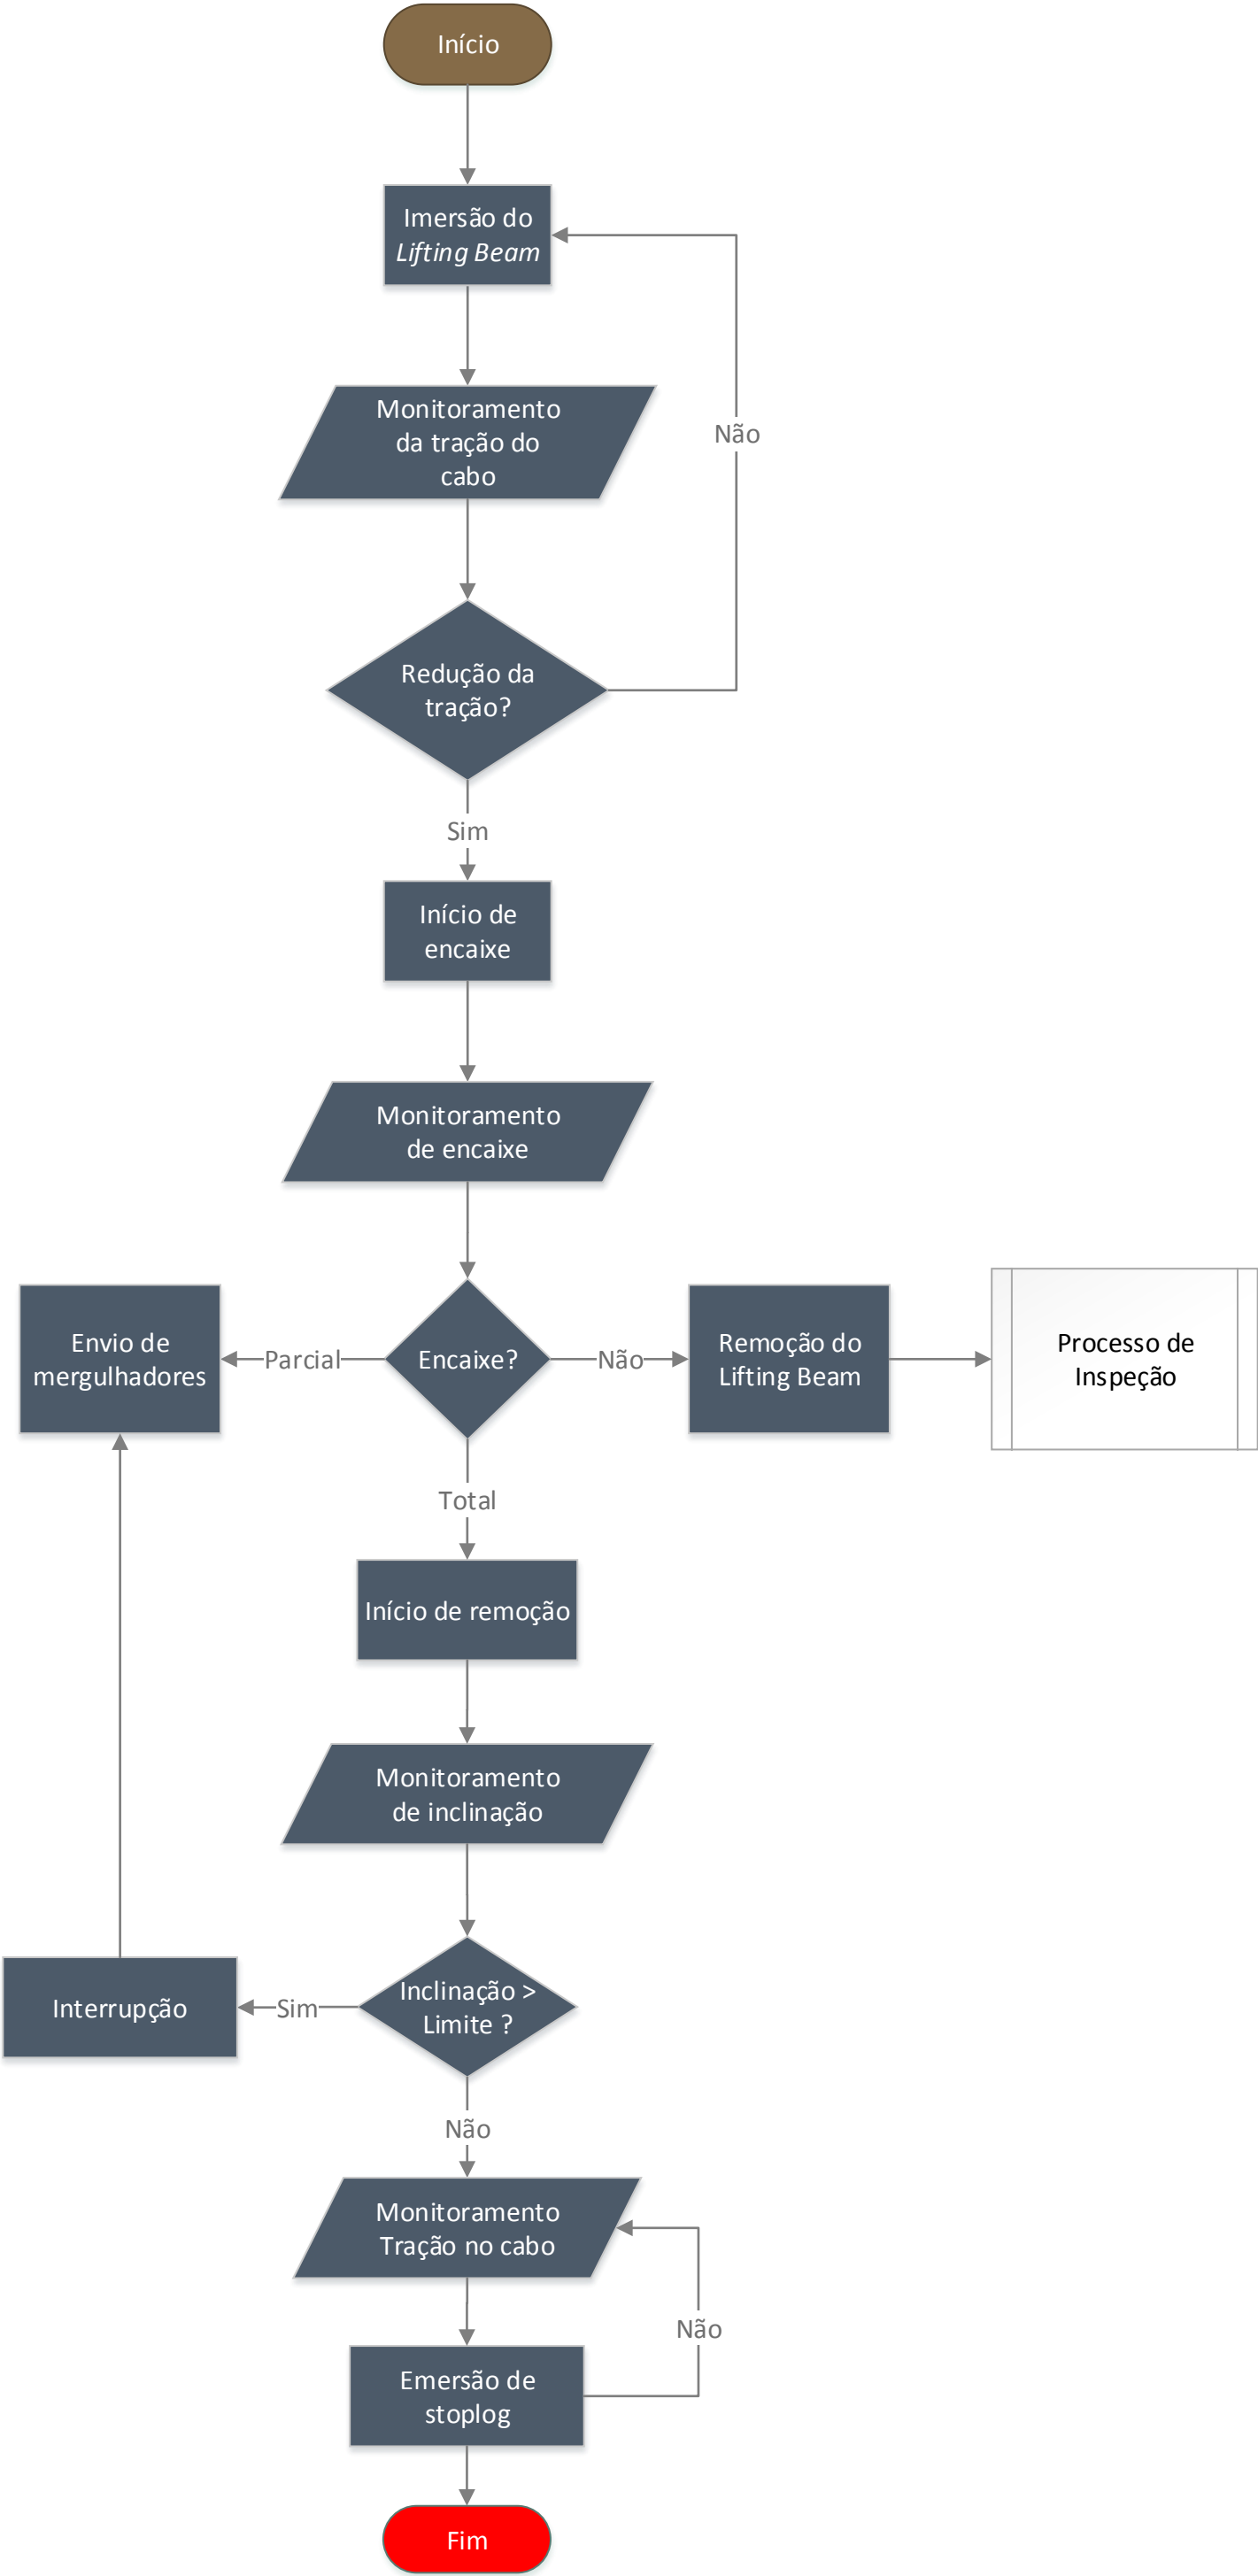 Início
Imersão do
Lifting Beam
Monitoramento
da tração do
cabo
Não
Redução da
tração?
Sim
Início de
encaixe
Monitoramento
de encaixe
Envio de
mergulhadores
Parcial
Encaixe?
Não
Remoção do
Lifting Beam
Processo de
Inspeção
Total
Início de remoção
Monitoramento
de inclinação
Interrupção
Sim
Inclinação >
Limite ?
Não
Monitoramento
Tração no cabo
Não
Emersão de
stoplog
Fim